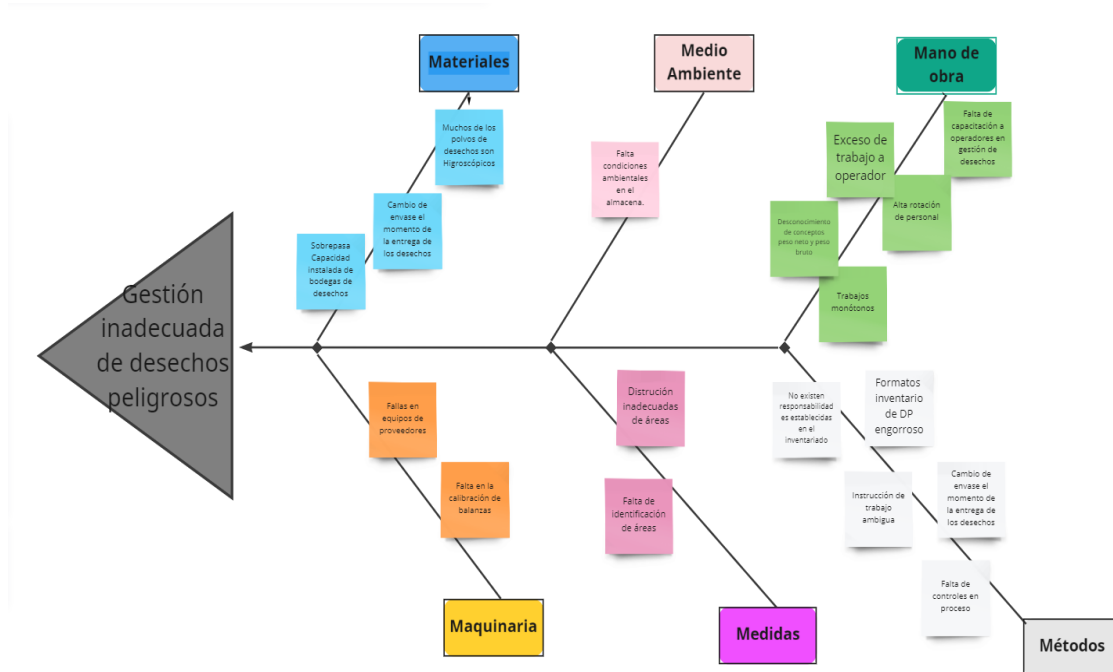 Materiales
Medio
Ambiente
Mano de
obra
Muchos de los
polvos de
desechos son
Higroscópicos
Cambio de
envase el
momento de
la entrega de
los desechos
Sobrepasa
Capacidad
instalada de
bodegas de
desechos
Falta
condiciones
ambientales
en el
almacena.
Falta de
capacitación a
operadores en
gestión de
desechos
Exceso de
trabajo a
operador
Alta rotación
de personal
Desconocimiento
de conceptos
peso neto y peso
bruto
Trabajos
monótonos
Gestión
inadecuada
de desechos
peligrosos
Fallas en
equipos de
proveedores
Falta en la
calibración de
balanzas
Distrución
inadecuadas
de áreas
Falta de
identificación
de áreas
No existen
responsabilidad
es establecidas
en el
inventariado
Formatos
inventario
de DP
engorroso
Instrucción de
trabajo
ambigua
Cambio de
envase el
momento de
la entrega de
los desechos
Falta de
controles en
proceso
Maquinaria
Medidas
Métodos